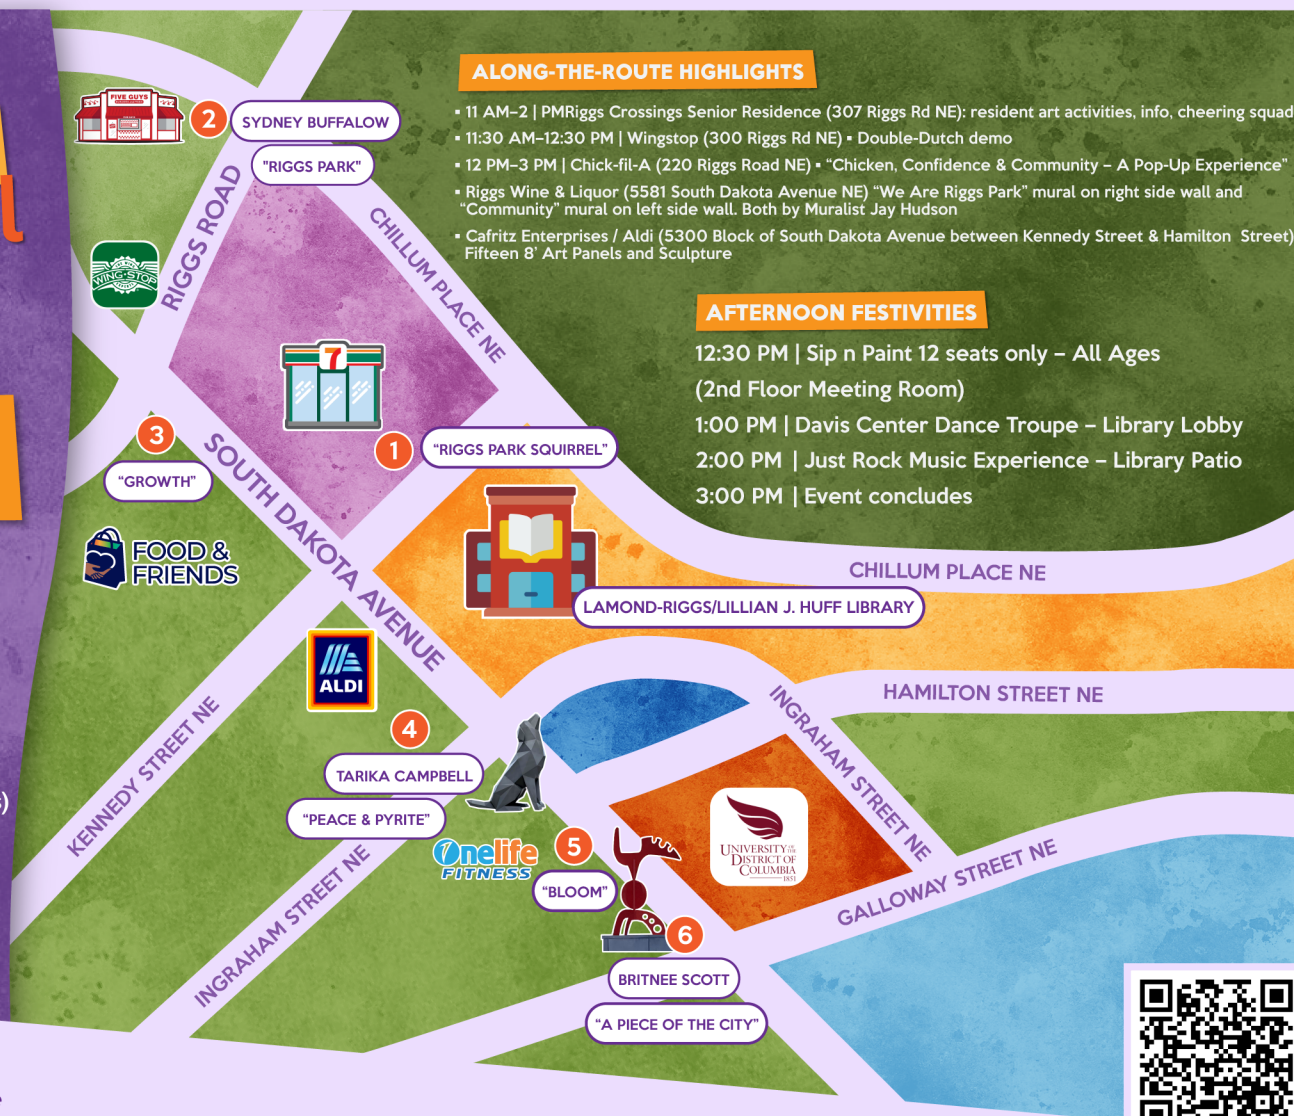 ALONG-THE-ROUTE HIGHLIGHTS
▪ 11 AM–2 | PMRiggs Crossings Senior Residence (307 Riggs Rd NE): resident art activities, info, cheering squad
▪ 11:30 AM–12:30 PM | Wingstop (300 Riggs Rd NE) ▪ Double-Dutch demo
▪ 12 PM–3 PM | Chick-fil-A (220 Riggs Road NE) ▪ “Chicken, Confidence & Community – A Pop-Up Experience”
▪ Riggs Wine & Liquor (5581 South Dakota Avenue NE) “We Are Riggs Park” mural on right side wall and
“Community” mural on left side wall. Both by Muralist Jay Hudson
▪ Cafritz Enterprises / Aldi (5300 Block of South Dakota Avenue between Kennedy Street & Hamilton Street)
Fifteen 8’ Art Panels and Sculpture
AFTERNOON FESTIVITIES
12:30 PM | Sip n Paint 12 seats only – All Ages
(2nd Floor Meeting Room)
1:00 PM | Davis Center Dance Troupe – Library Lobby
2:00 PM | Just Rock Music Experience – Library Patio
3:00 PM | Event concludes
FIVE GUYS
2
SYDNEY BUFFALOW
"RIGGS PARK"
RIGGS ROAD
CHILLUM PLACE NE
WING-STOP
7
1
“RIGGS PARK SQUIRREL”
3
“GROWTH”
SOUTH DAKOTA AVENUE
FOOD &
FRIENDS
LAMOND-RIGGS/LILLIAN J. HUFF LIBRARY
CHILLUM PLACE NE
HAMILTON STREET NE
ALDI
4
TARIKA CAMPBELL
“PEACE & PYRITE”
KENNEDY STREET NE
INGRAHAM STREET NE
INGRAHAM STREET NE
GALLOWAY STREET NE
Onelife
FITNESS
5
“BLOOM”
UNIVERSITY OF THE
DISTRICT OF
COLUMBIA
1851
6
BRITNEE SCOTT
“A PIECE OF THE CITY”